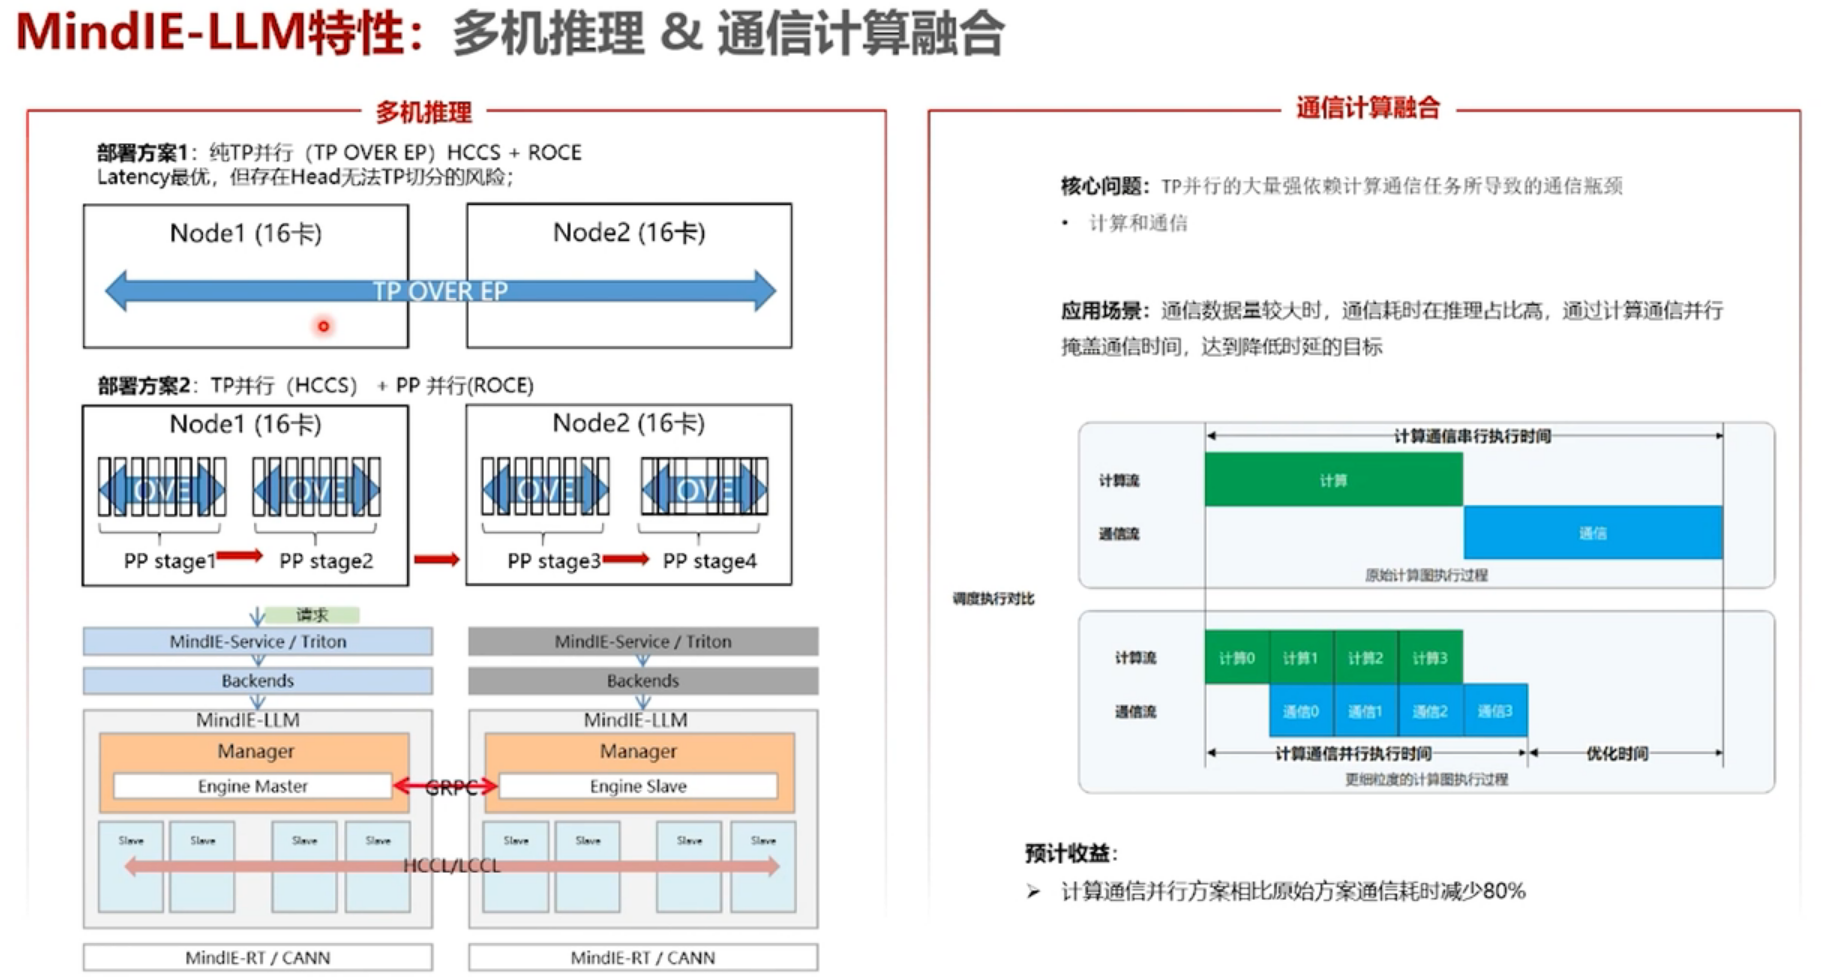 MindIE-LLM特性：多机推理 & 通信计算融合
多机推理
部署方案1：纯TP并行（TP OVER EP）HCCS + ROCE
Latency最优，但存在Head无法TP切分的风险；
Node1 (16卡)
Node2 (16卡)
TP OVER EP
部署方案2：TP并行（HCCS） + PP 并行(ROCE)
Node1 (16卡)
Node2 (16卡)
OVE
OVE
OVE
OVE
PP stage1
PP stage2
PP stage3
PP stage4
请求
MindIE-Service / Triton
MindIE-Service / Triton
Backends
Backends
MindIE-LLM
MindIE-LLM
Manager
Manager
Engine Master
GRPC
Engine Slave
Slave
Slave
Slave
Slave
Slave
Slave
Slave
Slave
HCCL/LCCL
MindIE-RT / CANN
MindIE-RT / CANN
通信计算融合
核心问题：TP并行的大量强依赖计算通信任务所导致的通信瓶颈
• 计算和通信
应用场景：通信数据量较大时，通信耗时在推理占比高，通过计算通信并行
掩盖通信时间，达到降低时延的目标
计算通信串行执行时间
计算流
计算
通信流
通信
原始计算图执行过程
调度执行对比
计算流
计算0
计算1
计算2
计算3
通信流
通信0
通信1
通信2
通信3
计算通信并行执行时间
优化时间
更细粒度的计算图执行过程
预计收益：
➢ 计算通信并行方案相比原始方案通信耗时减少80%